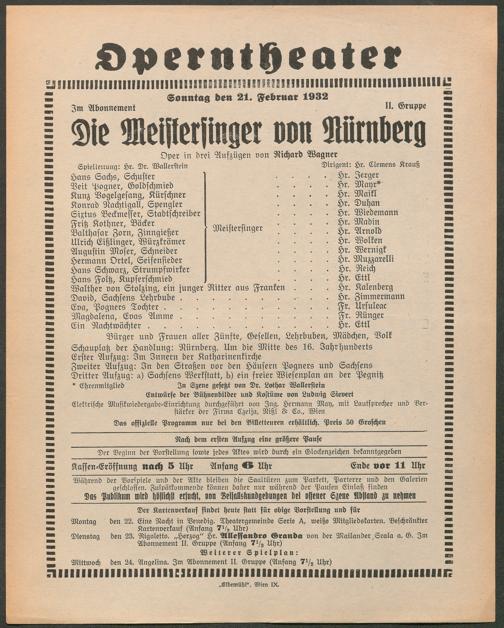 Operntheater
Sonntag den 21. Februar 1932
Im Abonnement II. Gruppe
Die Meistersinger von Nürnberg
Oper in drei Aufzügen von Richard Wagner
Spielleitung: Hr. Dr. Wallerstein Dirigent: Hr. Clemens Krauß
Hans Sachs, Schuster Hr. Jerger
Veit Pogner, Goldschmied Hr. Mayr*
Kunz Vogelgesang, Kürschner Hr. Maikl
Konrad Nachtigall, Spengler Hr. Duhan
Sixtus Beckmesser, Stadtschreiber Hr. Wiedemann
Fritz Kothner, Bäcker Hr. Madin
Balthasar Zorn, Zinngießer Meistersinger Hr. Arnold
Ulrich Eißlinger, Würzkrämer Hr. Wolken
Augustin Moser, Schneider Hr. Wernigk
Hermann Ortel, Seifensieder Hr. Muzzarelli
Hans Schwarz, Strumpfwirker Hr. Reich
Hans Foltz, Kupferschmied Hr. Ettl
Walther von Stolzing, ein junger Ritter aus Franken Hr. Kalenberg
David, Sachsens Lehrbube Hr. Zimmermann
Eva, Pogners Tochter Fr. Ursuleac
Magdalena, Evas Amme Fr. Rünger
Ein Nachtwächter Hr. Ettl
Bürger und Frauen aller Zünfte, Gesellen, Lehrbuben, Mädchen, Volk
Schauplatz der Handlung: Nürnberg. Um die Mitte des 16. Jahrhunderts
Erster Aufzug: Im Innern der Katharinenkirche
Zweiter Aufzug: In den Straßen vor den Häusern Pogners und Sachsens
Dritter Aufzug: a) Sachsens Werkstatt, b) ein freier Wiesenplan an der Pegnitz
* Ehrenmitglied In Szene gesetzt von Dr. Lothar Wallerstein
Entwürfe der Bühnenbilder und Kostüme von Ludwig Sievert
Elektrische Musikwiedergabe-Einrichtung durchgeführt von Ing. Hermann May, mit Lautsprecher und Ver-
stärker der Firma Czeija, Nißl & Co., Wien
Das offizielle Programm nur bei den Billettenren erhältlich. Preis 50 Groschen
Nach dem ersten Aufzug eine größere Pause
Der Beginn der Vorstellung sowie jedes Aktes wird durch ein Glockenzeichen bekanntgegeben
Kassen-Eröffnung nach 5 Uhr Anfang 6 Uhr Ende vor 11 Uhr
Während der Vorspiele und der Akte bleiben die Saaltüren zum Parkett, Parterre und den Galerien
geschlossen. Zuspätkommende können daher nur während der Pausen Einlaß finden
Das Publikum wird höflichst ersucht, von Beifallskundgebungen bei offener Szene Abstand zu nehmen
Der Kartenverkauf findet heute statt für obige Vorstellung und für
Montag den 22. Eine Nacht in Venedig. Theatergemeinde Serie A, weiße Mitgliedskarten. Beschränkter
Kartenverkauf (Anfang 7½ Uhr)
Dienstag den 23. Rigoletto. „Herzog“ Hr. Allessandro Granda von der Mailander Scala a. G. Im
Abonnement II. Gruppe (Anfang 7½ Uhr)
Weiterer Spielplan:
Mittwoch den 24. Angelina. Im Abonnement II. Gruppe (Anfang 7½ Uhr)
„Elbemühl“, Wien IX.